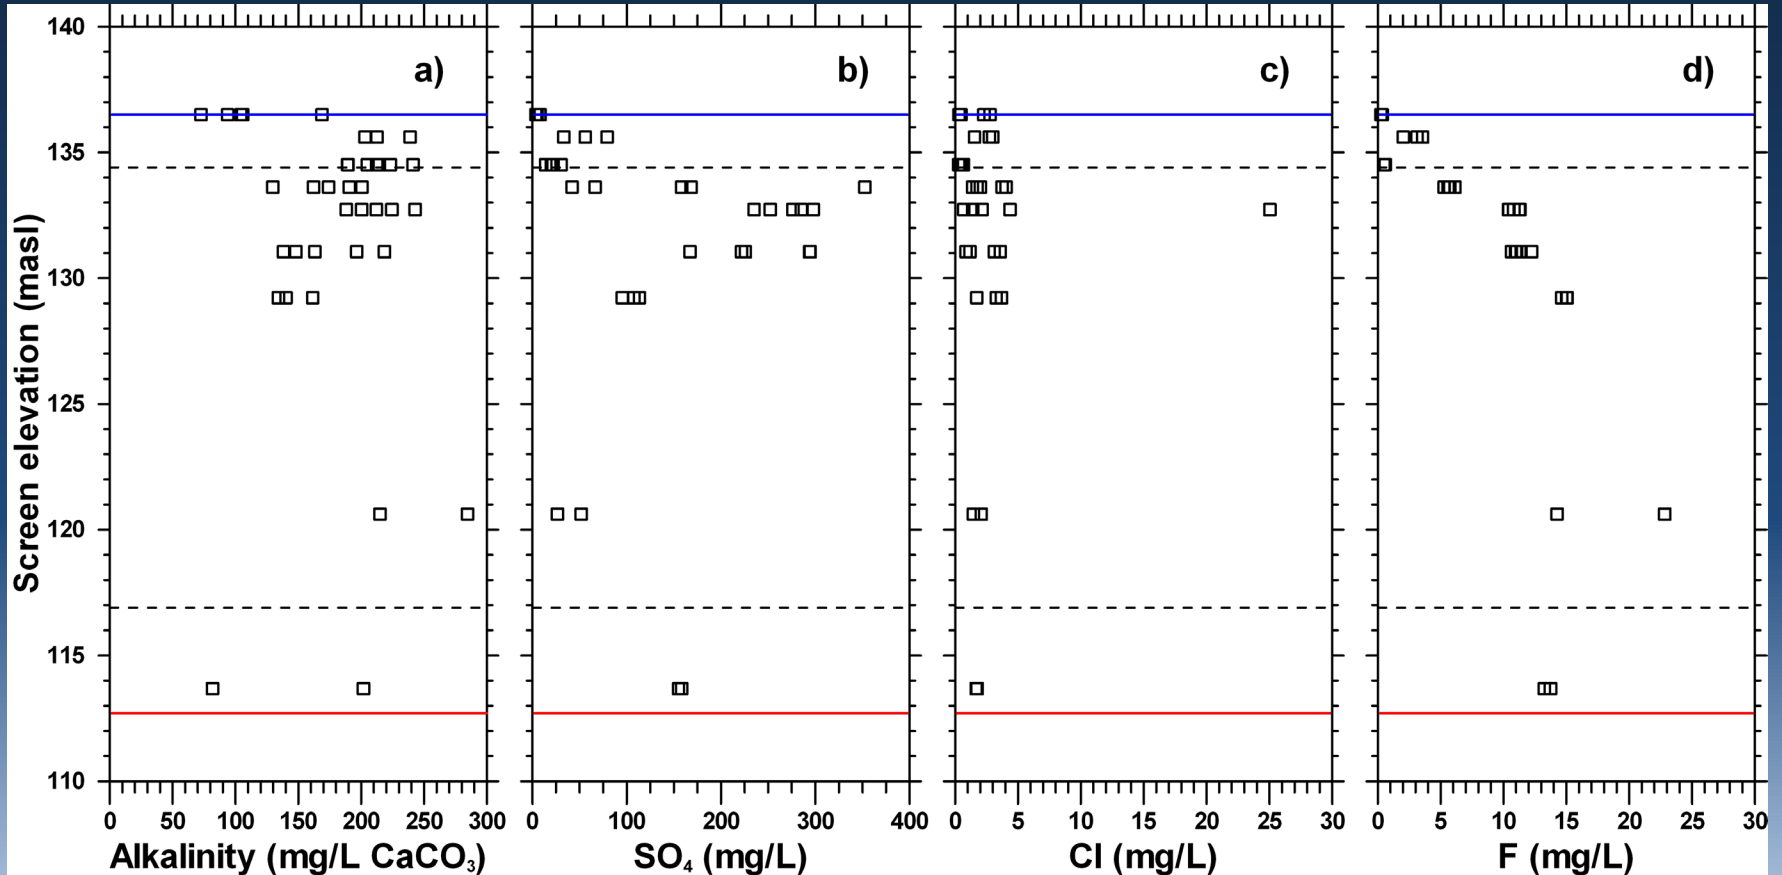 a) b) c) d)
140
135
130
125
120
115
110
Screen elevation (masl)
0 50 100 150 200 250 300 0 100 200 300 400 0 5 10 15 20 25 30 0 5 10 15 20 25 30
Alkalinity (mg/L CaCO₃) SO₄ (mg/L) Cl (mg/L) F (mg/L)